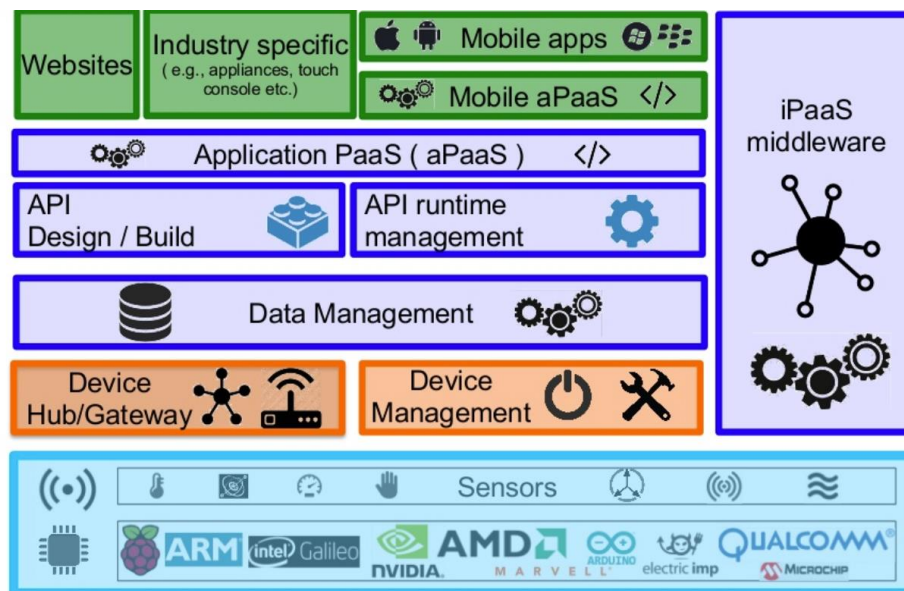 Websites
Industry specific
( e.g., appliances, touch
console etc.)
Mobile apps
Mobile aPaaS </>
iPaaS
middleware
Application PaaS ( aPaaS ) </>
API
Design / Build
API runtime
management
Data Management
Device
Hub/Gateway
Device
Management
Sensors
ARM
intel Galileo
NVIDIA.
AMD
MARVELL
ARDUINO
electric imp
QUALCOMM
MICROCHIP